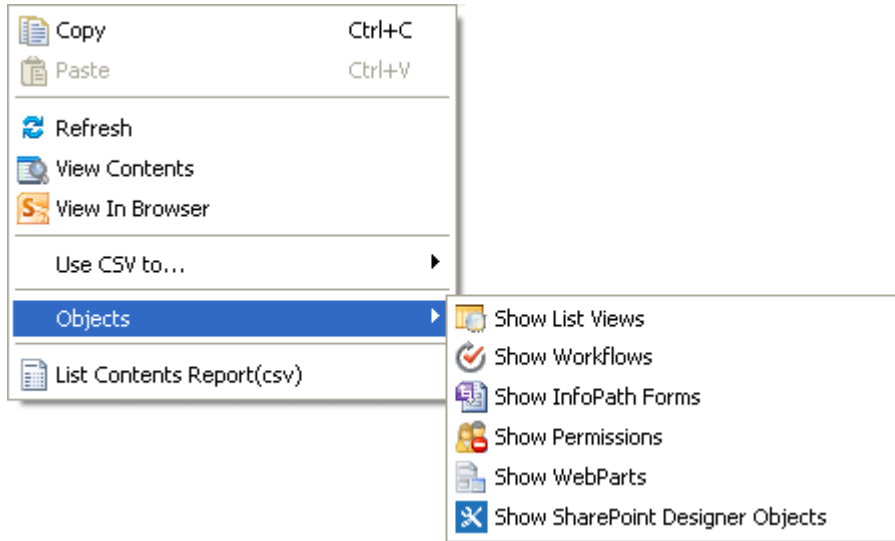 Copy Ctrl+C
Paste Ctrl+V
Refresh
View Contents
View In Browser
Use CSV to...
Objects
List Contents Report(csv)
Show List Views
Show Workflows
Show InfoPath Forms
Show Permissions
Show WebParts
Show SharePoint Designer Objects